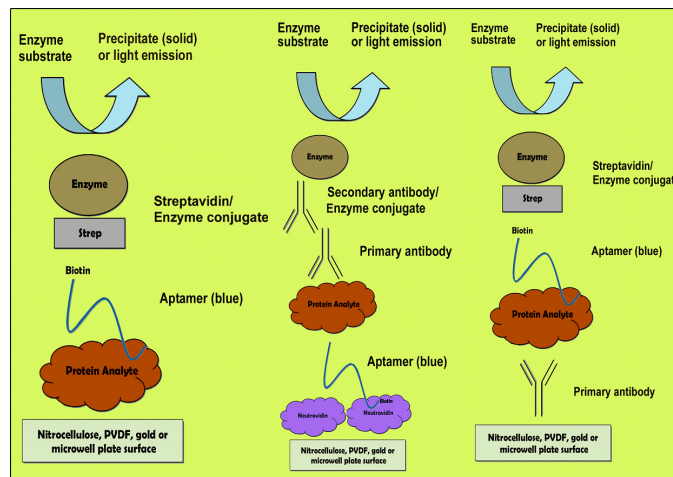 Enzyme
substrate
Precipitate (solid)
or light emission
Enzyme
Strep
Streptavidin/
Enzyme conjugate
Biotin
Aptamer (blue)
Protein Analyte
Nitrocellulose, PVDF, gold or
microwell plate surface
Enzyme
substrate
Precipitate (solid)
or light emission
Enzyme
Secondary antibody/
Enzyme conjugate
Primary antibody
Protein Analyte
Aptamer (blue)
Biotin
Neutravidin
Neutravidin
Nitrocellulose, PVDF, gold or
microwell plate surface
Enzyme
substrate
Precipitate (solid)
or light emission
Enzyme
Strep
Streptavidin/
Enzyme conjugat
Biotin
Aptamer (blue)
Protein Analyte
Primary antibody
Nitrocellulose, PVDF, gold or
microwell plate surface